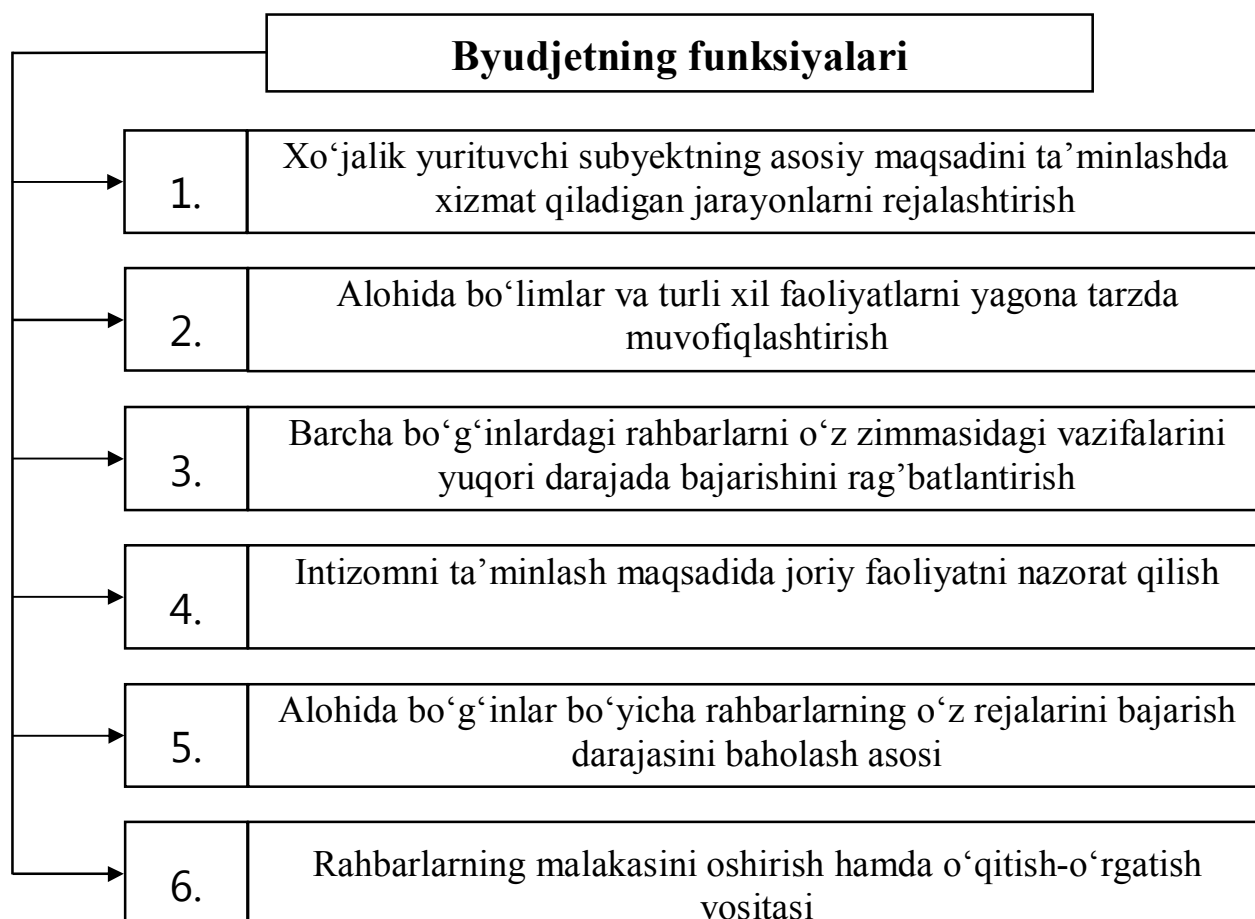 Byudjetning funksiyalari
1.
Xo‘jalik yurituvchi subyektning asosiy maqsadini ta’minlashda
xizmat qiladigan jarayonlarni rejalashtirish
2.
Alohida bo‘limlar va turli xil faoliyatlarni yagona tarzda
muvofiqlashtirish
3.
Barcha bo‘g‘inlardagi rahbarlarni o‘z zimmasidagi vazifalarini
yuqori darajada bajarishini rag’batlantirish
4.
Intizomni ta’minlash maqsadida joriy faoliyatni nazorat qilish
5.
Alohida bo‘g‘inlar bo‘yicha rahbarlarning o‘z rejalarini bajarish
darajasini baholash asosi
6.
Rahbarlarning malakasini oshirish hamda o‘qitish-o‘rgatish
vositasi